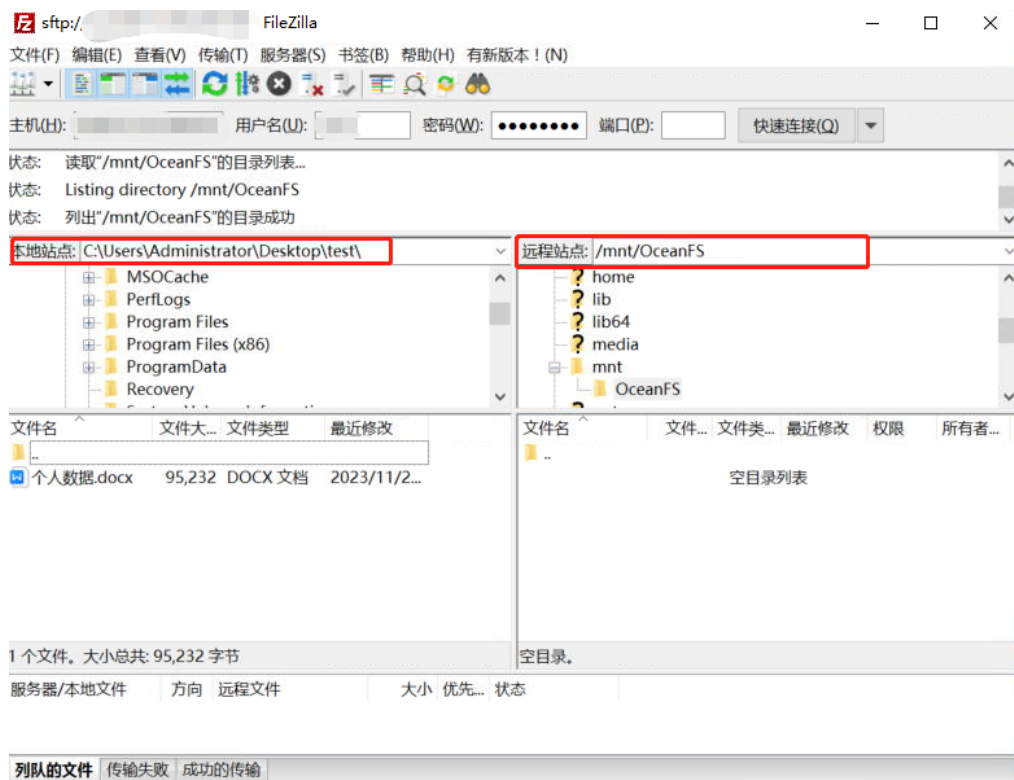 sftp:/ FileZilla
文件(F) 编辑(E) 查看(V) 传输(T) 服务器(S) 书签(B) 帮助(H) 有新版本！(N)
主机(H): 用户名(U): 密码(W): ●●●●●●●● 端口(P): 快速连接(Q)
状态: 读取"/mnt/OceanFS"的目录列表...
状态: Listing directory /mnt/OceanFS
状态: 列出"/mnt/OceanFS"的目录成功
本地站点: C:\Users\Administrator\Desktop\test\
MSOCache
PerfLogs
Program Files
Program Files (x86)
ProgramData
Recovery
远程站点: /mnt/OceanFS
home
lib
lib64
media
mnt
OceanFS
文件名 文件大... 文件类型 最近修改
..
个人数据.docx 95,232 DOCX 文档 2023/11/2...
1 个文件。大小总共: 95,232 字节
文件名 文件... 文件类... 最近修改 权限 所有者...
..
空目录列表
空目录。
服务器/本地文件 方向 远程文件 大小 优先... 状态
列队的文件 传输失败 成功的传输